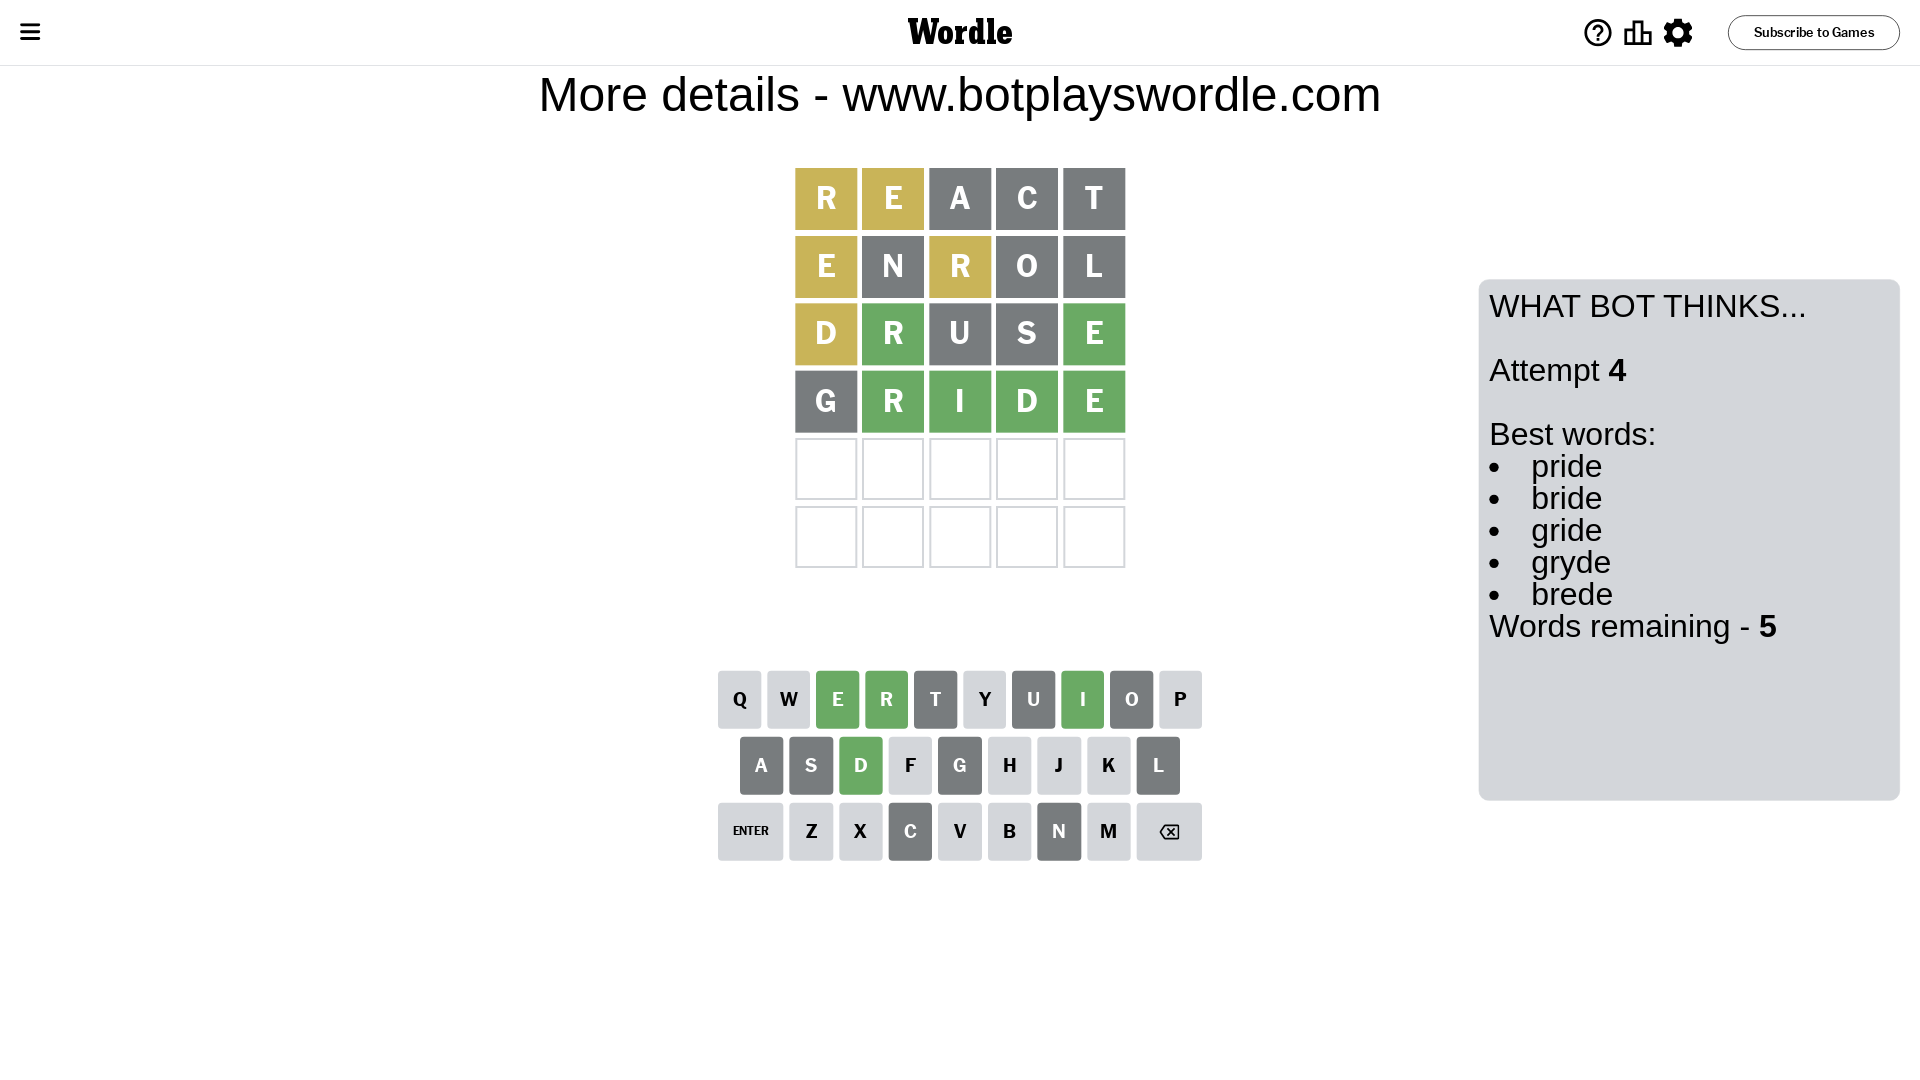 Wordle
Subscribe to Games
More details - www.botplayswordle.com
R E A C T
E N R O L
D R U S E
G R I D E
WHAT BOT THINKS...
Attempt 4
Best words:
• pride
• bride
• gride
• gryde
• brede
Words remaining - 5
Q W E R T Y U I O P
A S D F G H J K L
ENTER Z X C V B N M